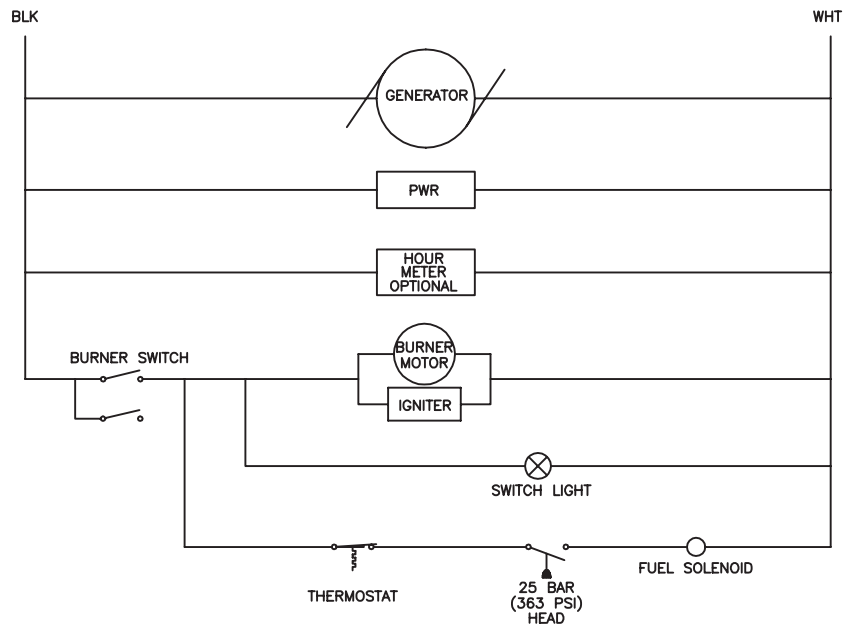 BLK
WHT
GENERATOR
PWR
HOUR
METER
OPTIONAL
BURNER SWITCH
BURNER
MOTOR
IGNITER
SWITCH LIGHT
THERMOSTAT
25 BAR
(363 PSI)
HEAD
FUEL SOLENOID